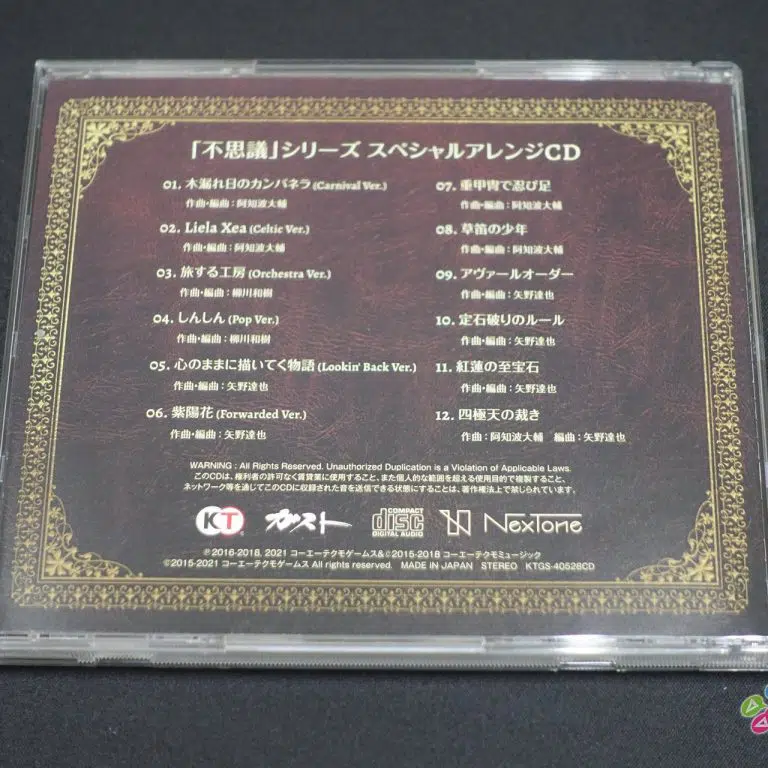 「不思議」シリーズ スペシャルアレンジCD
01. 木漏れ日のカンパネラ (Carnival Ver.)
作曲・編曲：阿知波大輔
02. Liela Xea (Celtic Ver.)
作曲・編曲：阿知波大輔
03. 旅する工房 (Orchestra Ver.)
作曲・編曲：柳川和樹
04. しんしん (Pop Ver.)
作曲・編曲：柳川和樹
05. 心のままに描いてく物語 (Lookin' Back Ver.)
作曲・編曲：矢野達也
06. 紫陽花 (Forwarded Ver.)
作曲・編曲：矢野達也
07. 重甲冑で忍び足
作曲・編曲：阿知波大輔
08. 草笛の少年
作曲・編曲：阿知波大輔
09. アヴァールオーダー
作曲・編曲：矢野達也
10. 定石破りのルール
作曲・編曲：矢野達也
11. 紅蓮の至宝石
作曲・編曲：矢野達也
12. 四極天の裁き
作曲：阿知波大輔 編曲：矢野達也
WARNING : All Rights Reserved. Unauthorized Duplication is a Violation of Applicable Laws.
このCDは、権利者の許可なく賃貸業に使用すること、また個人的な範囲を超える使用目的で複製すること、
ネットワーク等を通じてこのCDに収録された音を送信できる状態にすることは、著作権法上で禁じられています。
KT ガスト COMPACT disc DIGITAL AUDIO NexTone
℗2016-2018, 2021 コーエーテクモゲームス&℗2015-2018 コーエーテクモミュージック
©2015-2021 コーエーテクモゲームス All rights reserved. MADE IN JAPAN STEREO KTGS-40528CD